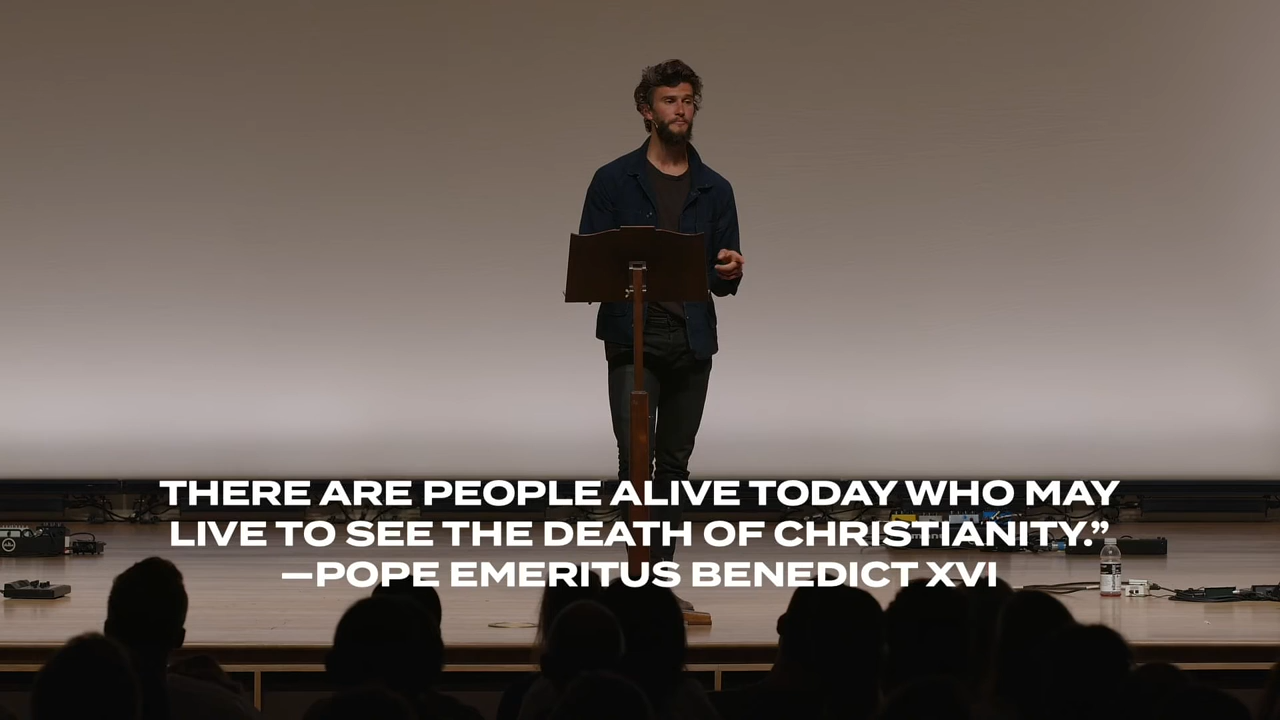 THERE ARE PEOPLE ALIVE TODAY WHO MAY
LIVE TO SEE THE DEATH OF CHRISTIANITY.”
—POPE EMERITUS BENEDICT XVI